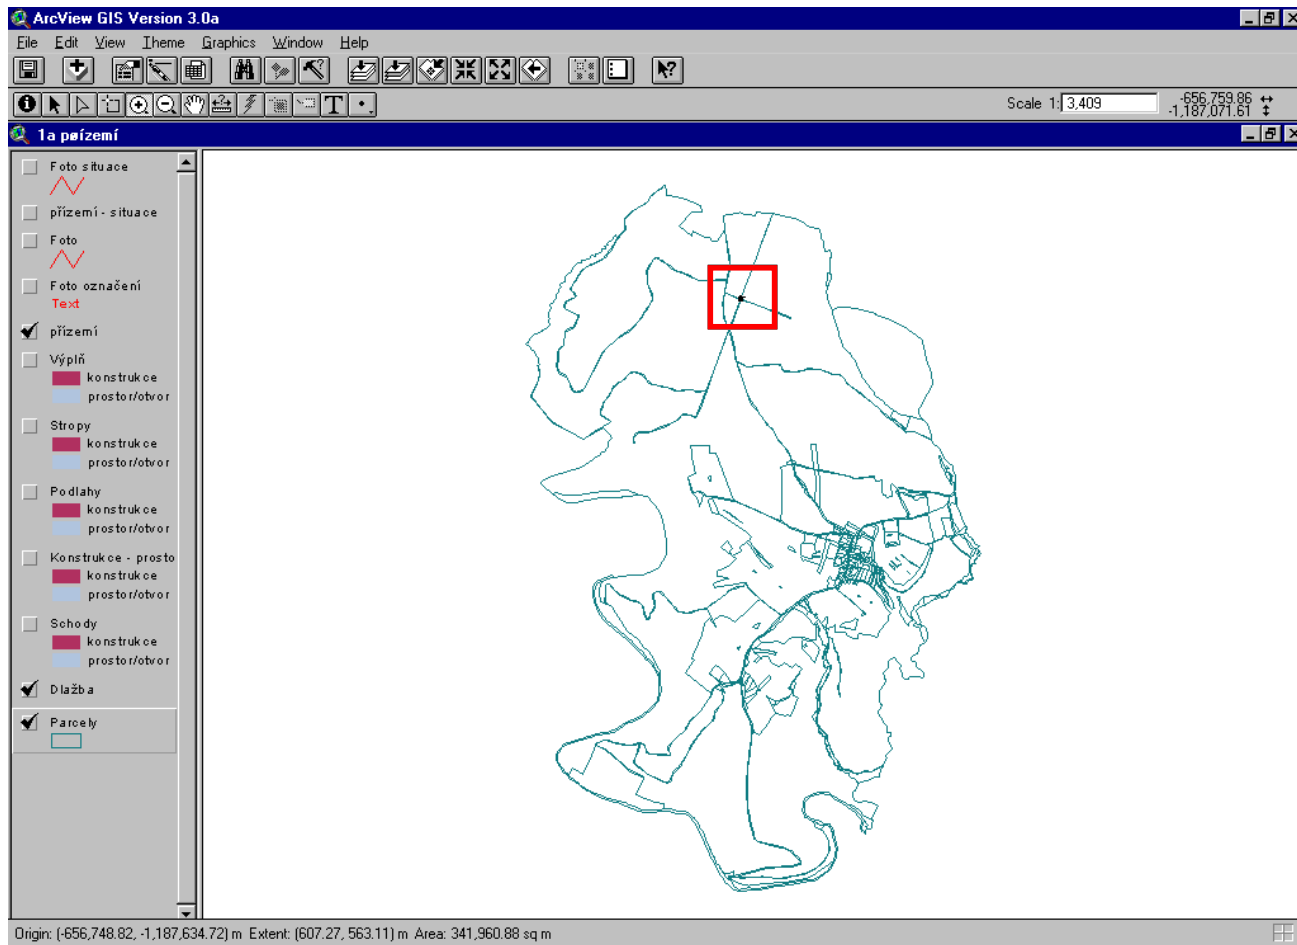 ArcView GIS Version 3.0a
File Edit View Theme Graphics Window Help
T
Scale 1: 3,409
-656,759.86
-1,187,071.61
1a pøízemí
Foto situace
přízemí - situace
Foto
Foto označení
Text
přízemí
Výplň
konstrukce
prostor/otvor
Stropy
konstrukce
prostor/otvor
Podlahy
konstrukce
prostor/otvor
Konstrukce - prosto
konstrukce
prostor/otvor
Schody
konstrukce
prostor/otvor
Dlažba
Parcely
Origin: (-656,748.82, -1,187,634.72) m Extent: (607.27, 563.11) m Area: 341,960.88 sq m